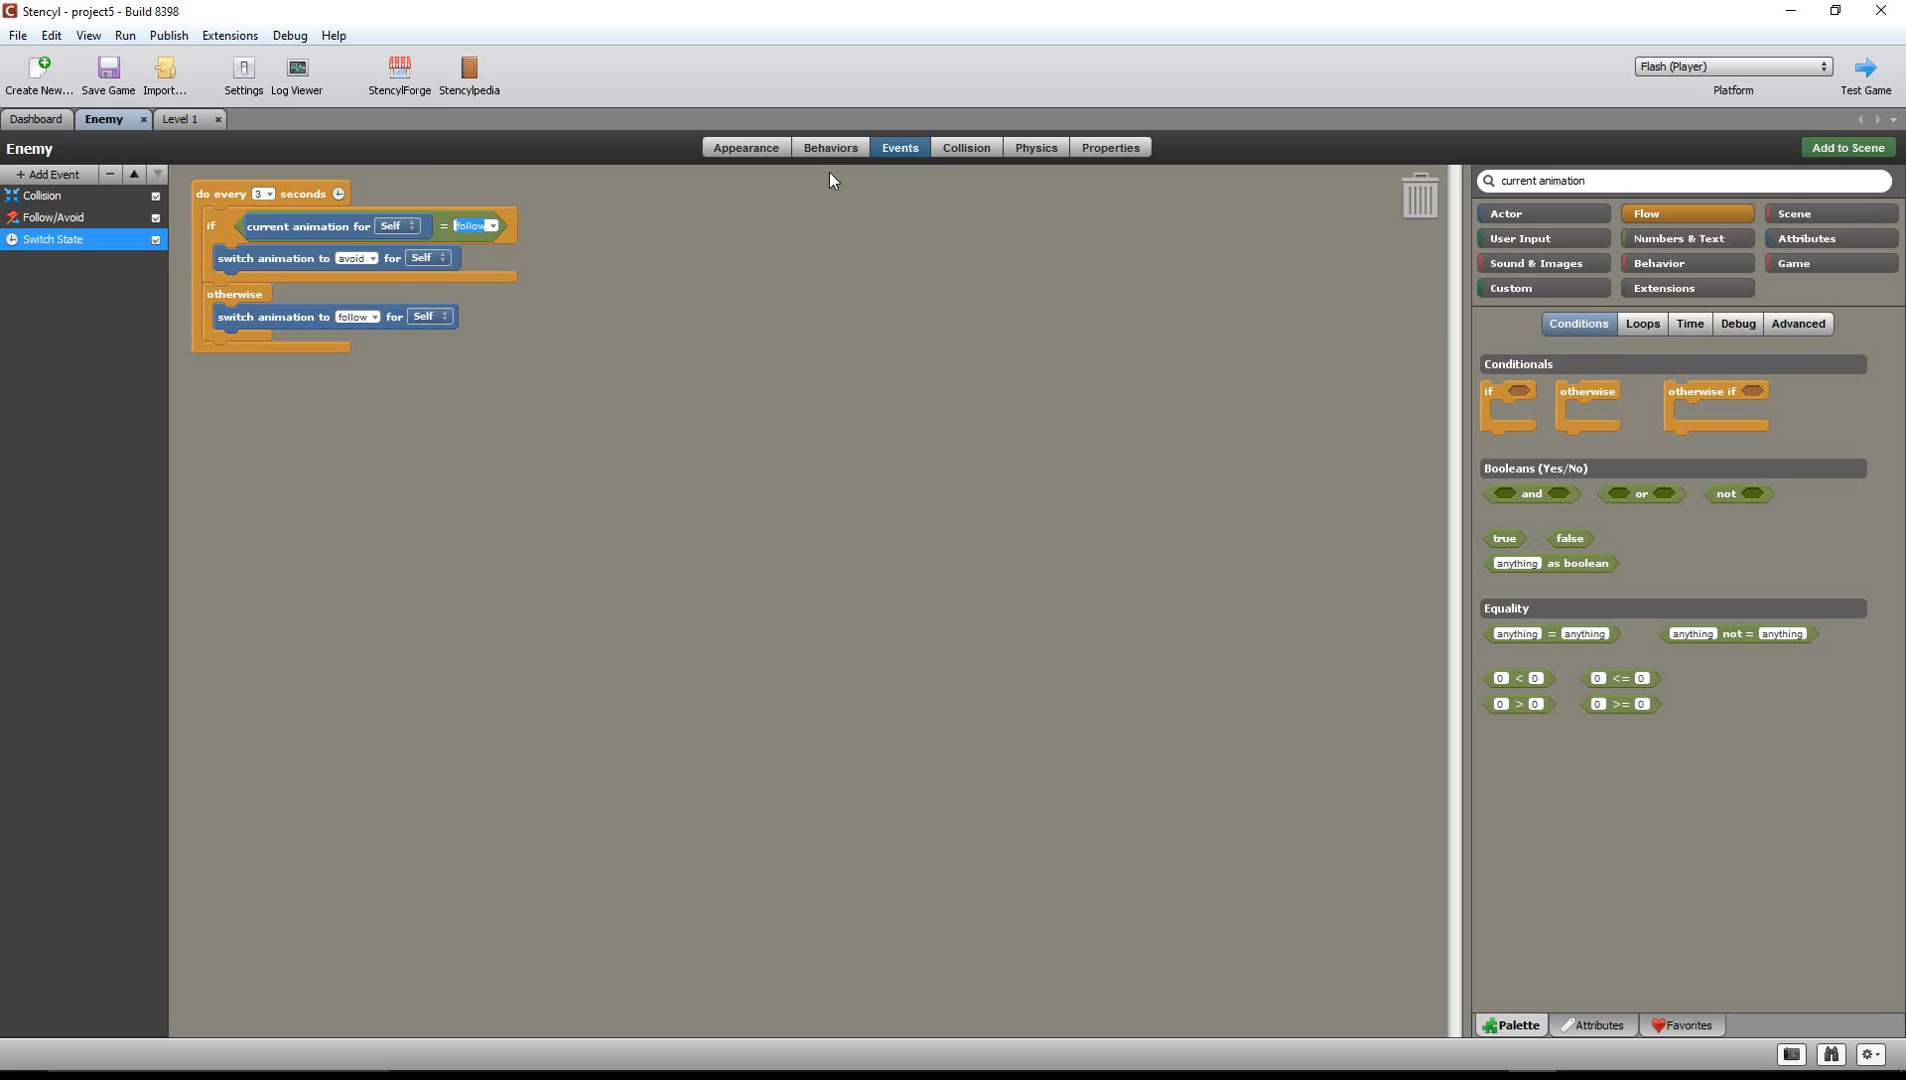 Stencyl - project5 - Build 8398
File Edit View Run Publish Extensions Debug Help
Create New... Save Game Import... Settings Log Viewer StencylForge Stencylpedia Flash (Player) Platform Test Game
Dashboard Enemy × Level 1 ×
Enemy Appearance Behaviors Events Collision Physics Properties Add to Scene
+ Add Event
Collision
Follow/Avoid
Switch State
do every 3 seconds
if current animation for Self = follow
switch animation to avoid for Self
otherwise
switch animation to follow for Self
current animation
Actor Flow Scene
User Input Numbers & Text Attributes
Sound & Images Behavior Game
Custom Extensions
Conditions Loops Time Debug Advanced
Conditionals
if otherwise otherwise if
Booleans (Yes/No)
and or not
true false
anything as boolean
Equality
anything = anything anything not = anything
0 < 0 0 <= 0
0 > 0 0 >= 0
Palette Attributes Favorites